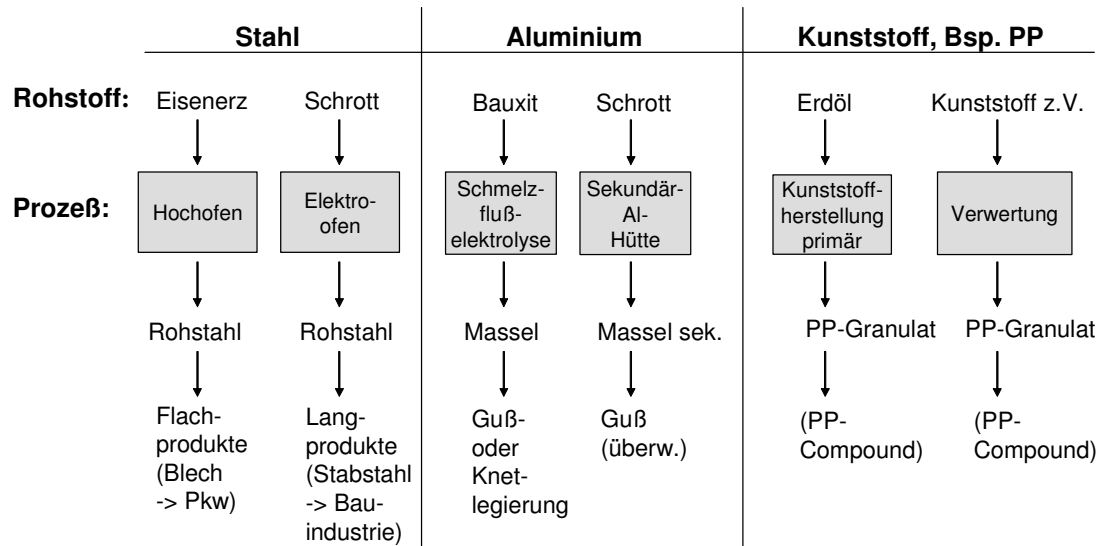 Stahl
Aluminium
Kunststoff, Bsp. PP
Rohstoff:
Eisenerz
Schrott
Bauxit
Schrott
Erdöl
Kunststoff z.V.
Prozeß:
Hochofen
Elektro-
ofen
Schmelz-
fluß-
elektrolyse
Sekundär-
Al-
Hütte
Kunststoff-
herstellung
primär
Verwertung
Rohstahl
Rohstahl
Massel
Massel sek.
PP-Granulat
PP-Granulat
Flach-
produkte
(Blech
-> Pkw)
Lang-
produkte
(Stabstahl
-> Bau-
industrie)
Guß-
oder
Knet-
legierung
Guß
(überw.)
(PP-
Compound)
(PP-
Compound)